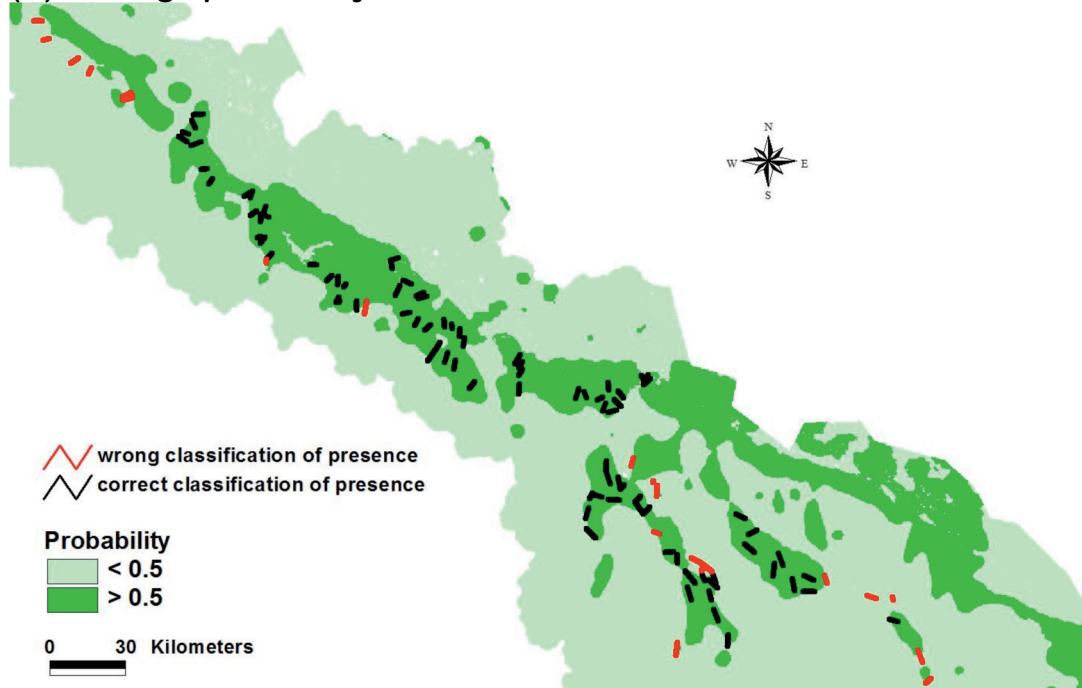 N
W E
S
wrong classification of presence
correct classification of presence
Probability
< 0.5
> 0.5
0 30 Kilometers